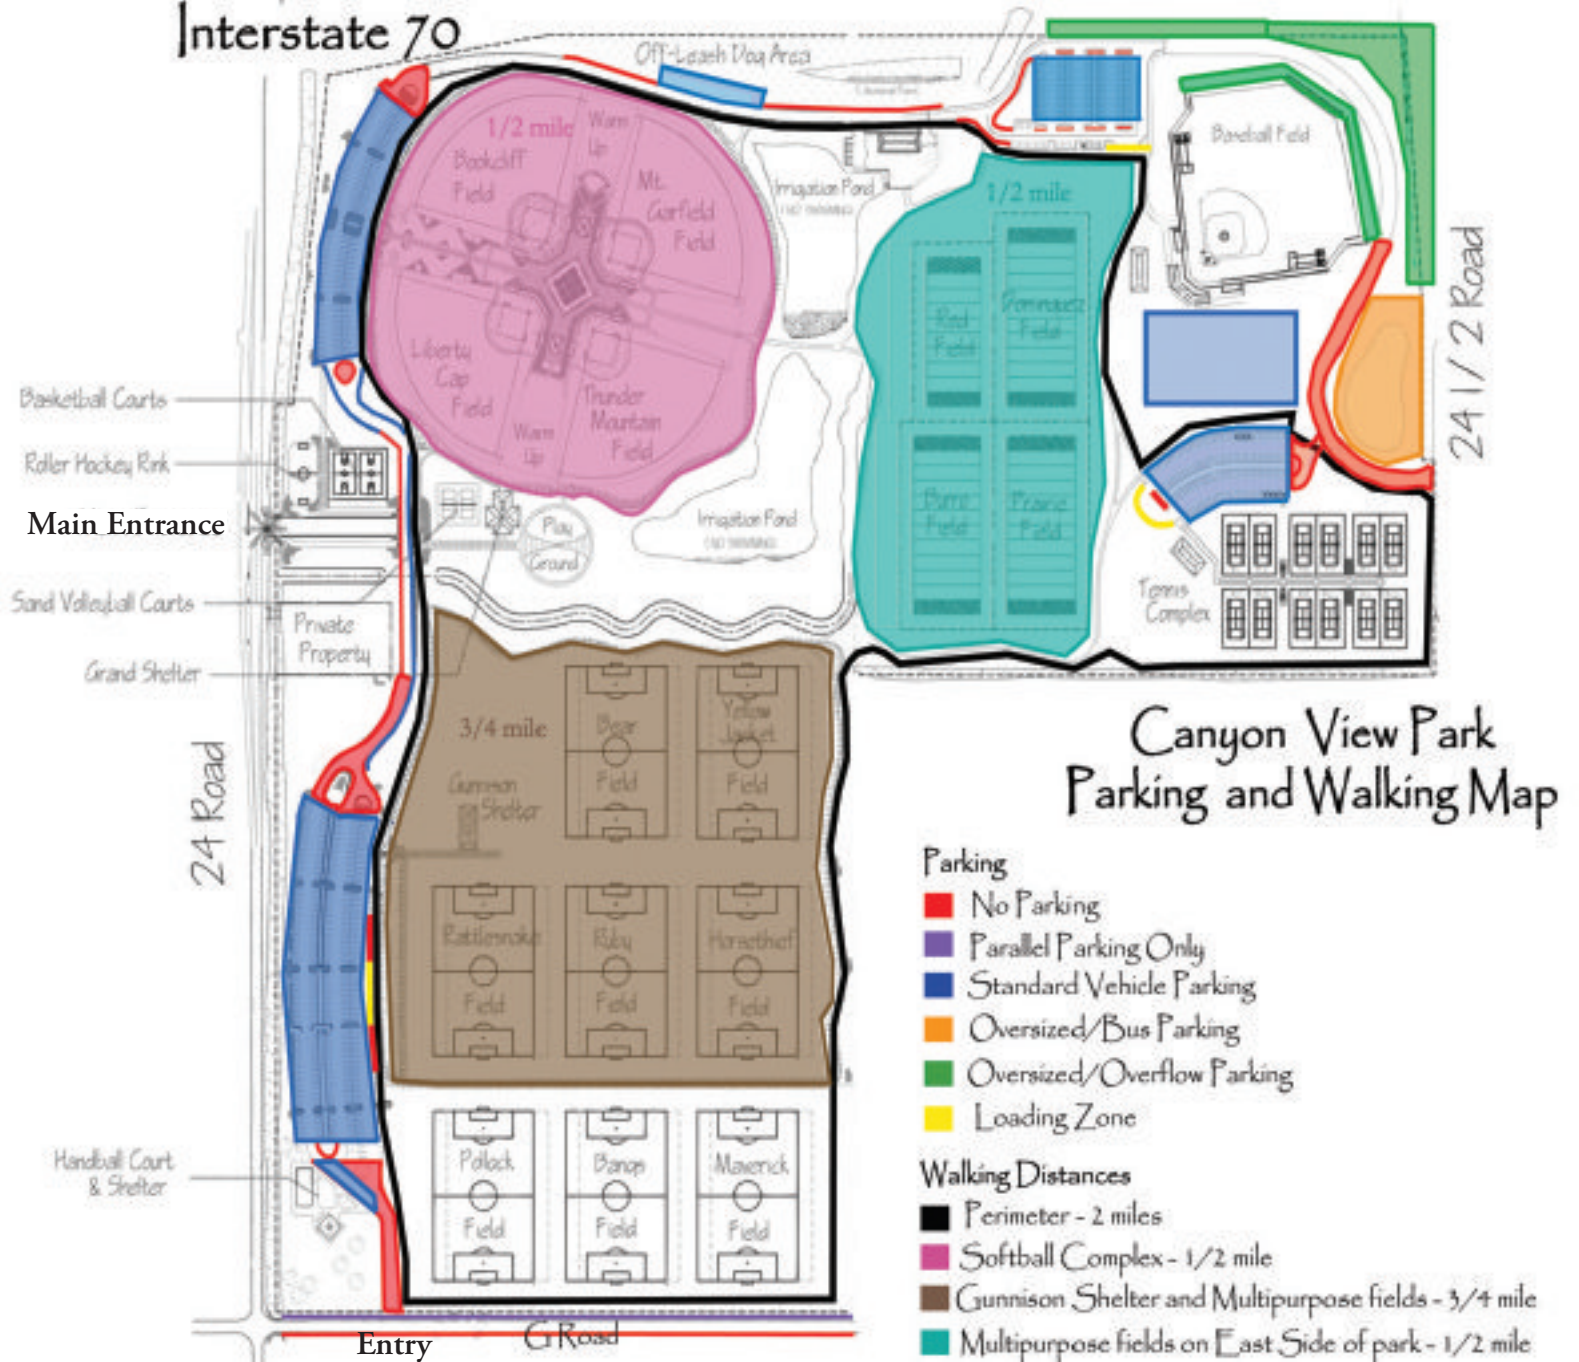 Interstate 70
Off-Leash Dog Area
1/2 mile
Warm
Up
Bookcliff
Field
Mt.
Garfield
Field
Irrigation Pond
(NO SWIMMING)
1/2 mile
Baseball Field
Red
Field
Dominguez
Field
24 1/2 Road
Liberty
Cap
Field
Thunder
Mountain
Field
Warm
Up
Basketball Courts
Roller Hockey Rink
Main Entrance
Play
Ground
Irrigation Pond
(NO SWIMMING)
Burro
Field
Prairie
Field
Tennis
Complex
Sand Volleyball Courts
Private
Property
Grand Shelter
3/4 mile
Bear
Field
Yellow
Jacket
Field
Gunnison
Shelter
24 Road
Canyon View Park
Parking and Walking Map
Rattlesnake
Field
Ruby
Field
Horsethief
Field
Parking
No Parking
Parallel Parking Only
Standard Vehicle Parking
Oversized/Bus Parking
Oversized/Overflow Parking
Loading Zone
Handball Court
& Shelter
Pollock
Field
Bangs
Field
Maverick
Field
Walking Distances
Perimeter - 2 miles
Softball Complex - 1/2 mile
Gunnison Shelter and Multipurpose fields - 3/4 mile
Multipurpose fields on East Side of park - 1/2 mile
Entry
G Road